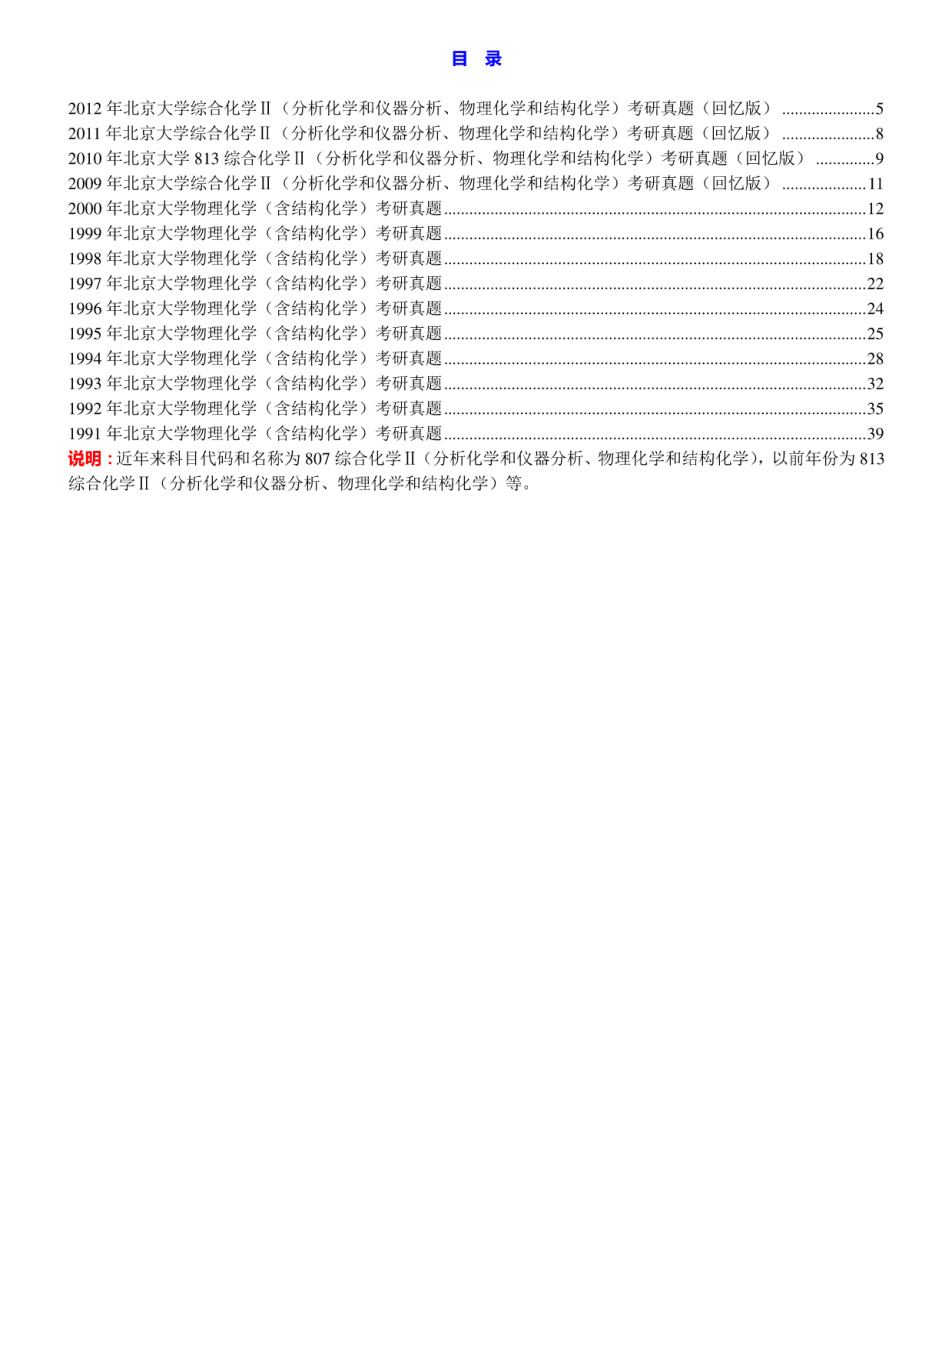 目 录
2012 年北京大学综合化学Ⅱ（分析化学和仪器分析、物理化学和结构化学）考研真题（回忆版） ......................5
2011 年北京大学综合化学Ⅱ（分析化学和仪器分析、物理化学和结构化学）考研真题（回忆版） ......................8
2010 年北京大学 813 综合化学Ⅱ（分析化学和仪器分析、物理化学和结构化学）考研真题（回忆版） ..............9
2009 年北京大学综合化学Ⅱ（分析化学和仪器分析、物理化学和结构化学）考研真题（回忆版） ....................11
2000 年北京大学物理化学（含结构化学）考研真题....................................................................................................12
1999 年北京大学物理化学（含结构化学）考研真题....................................................................................................16
1998 年北京大学物理化学（含结构化学）考研真题....................................................................................................18
1997 年北京大学物理化学（含结构化学）考研真题....................................................................................................22
1996 年北京大学物理化学（含结构化学）考研真题....................................................................................................24
1995 年北京大学物理化学（含结构化学）考研真题....................................................................................................25
1994 年北京大学物理化学（含结构化学）考研真题....................................................................................................28
1993 年北京大学物理化学（含结构化学）考研真题....................................................................................................32
1992 年北京大学物理化学（含结构化学）考研真题....................................................................................................35
1991 年北京大学物理化学（含结构化学）考研真题....................................................................................................39
说明：近年来科目代码和名称为 807 综合化学Ⅱ（分析化学和仪器分析、物理化学和结构化学），以前年份为 813
综合化学Ⅱ（分析化学和仪器分析、物理化学和结构化学）等。